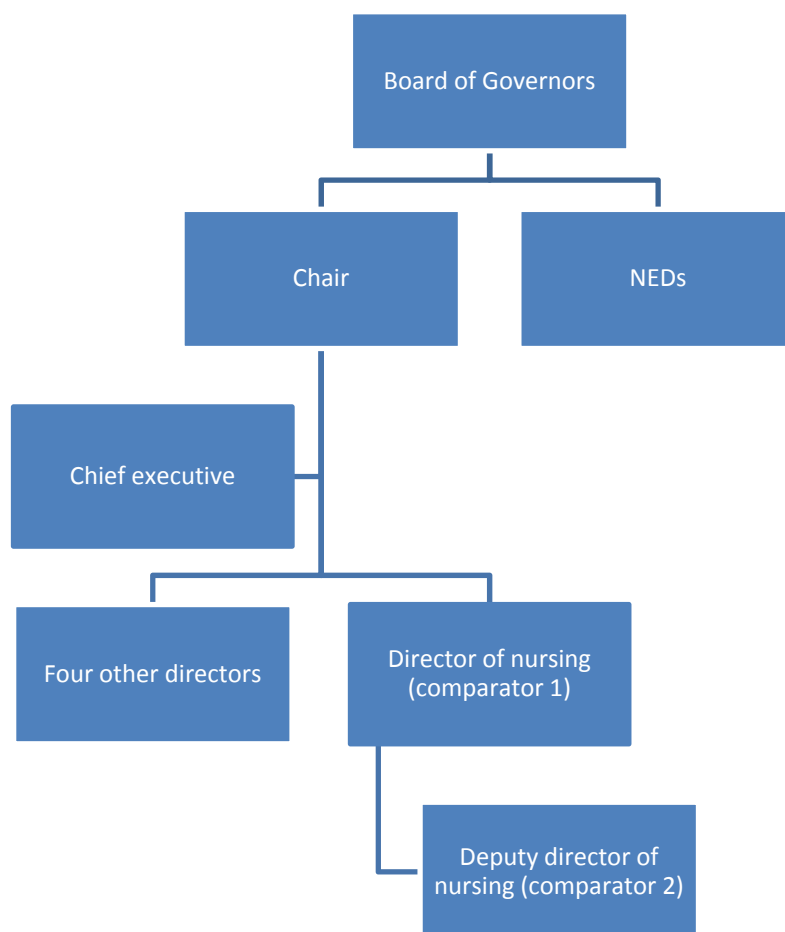 Board of Governors
Chair
NEDs
Chief executive
Four other directors
Director of nursing
(comparator 1)
Deputy director of
nursing (comparator 2)